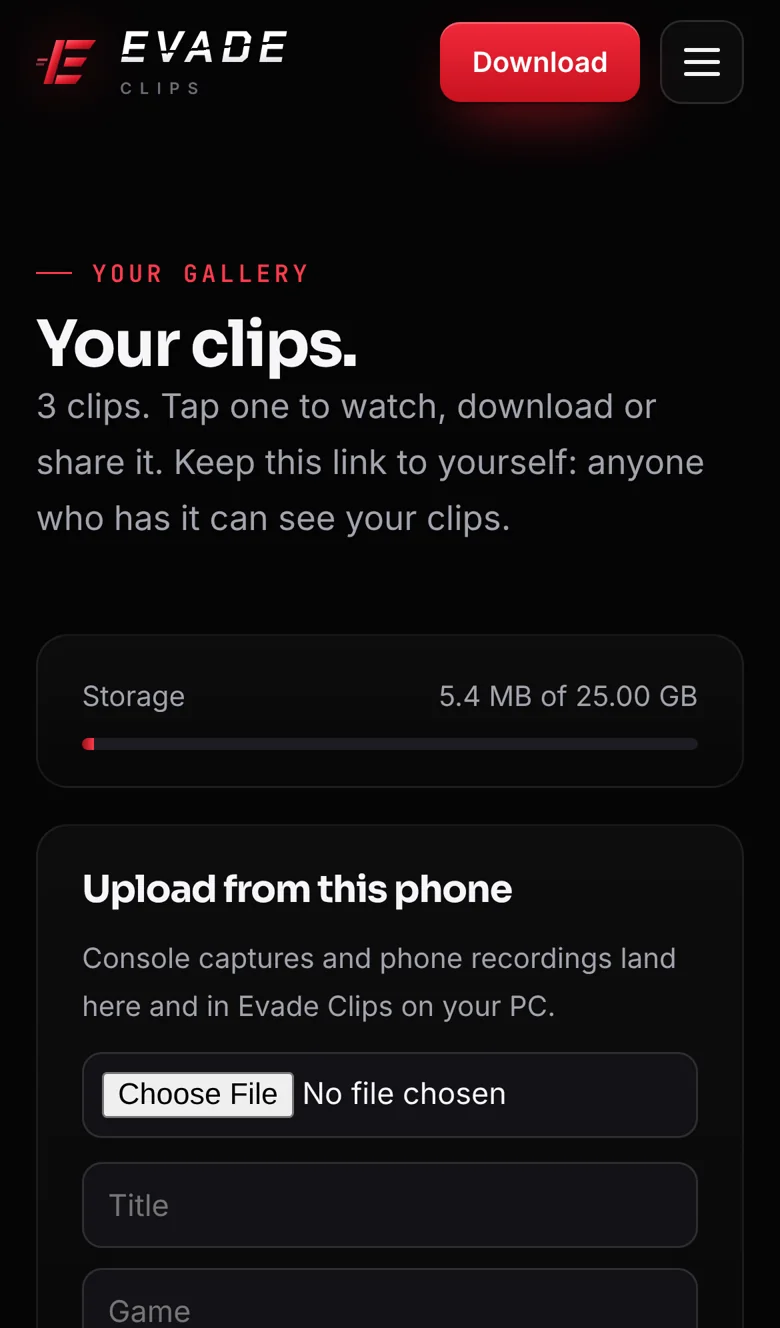 EVADE
CLIPS
Download
YOUR GALLERY
Your clips.
3 clips. Tap one to watch, download or
share it. Keep this link to yourself: anyone
who has it can see your clips.
Storage 5.4 MB of 25.00 GB
Upload from this phone
Console captures and phone recordings land
here and in Evade Clips on your PC.
Choose File No file chosen
Title
Game